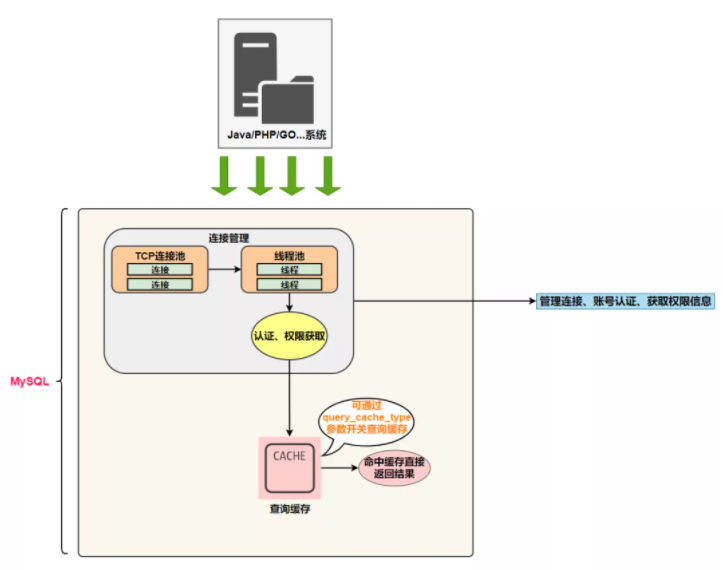 Java/PHP/GO...系统
连接管理
TCP连接池
连接
连接
线程池
线程
线程
认证、权限获取
管理连接、账号认证、获取权限信息
MySQL
可通过
query_cache_type
参数开关查询缓存
CACHE
命中缓存直接
返回结果
查询缓存